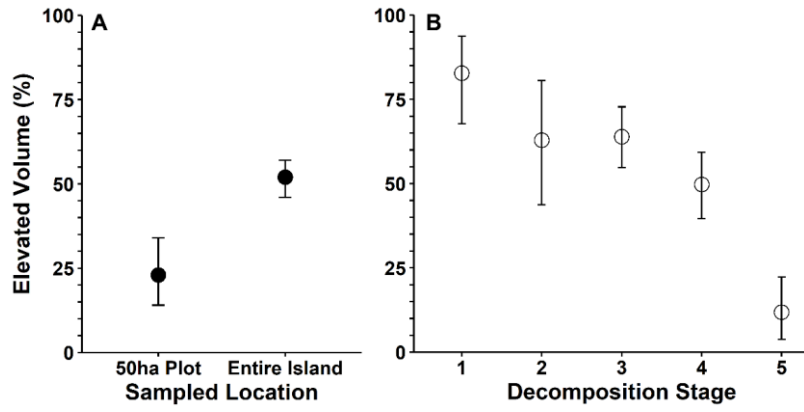 A
Elevated Volume (%)
100
75
50
25
0
50ha Plot Entire Island
Sampled Location
B
100
75
50
25
0
1 2 3 4 5
Decomposition Stage